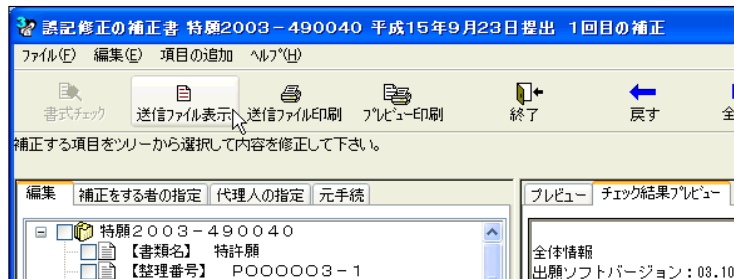 誤記修正の補正書 特願2003－490040 平成15年9月23日提出 1回目の補正
ファイル(F) 編集(E) 項目の追加 ヘルプ(H)
書式チェック 送信ファイル表示 送信ファイル印刷 プレビュー印刷 終了 戻す 全
補正する項目をツリーから選択して内容を修正して下さい。
編集 補正をする者の指定 代理人の指定 元手続 プレビュー チェック結果プレビュー
特願2003－490040
【書類名】 特許願
【整理番号】 P000003－1
全体情報
出願ソフトバージョン：03.10